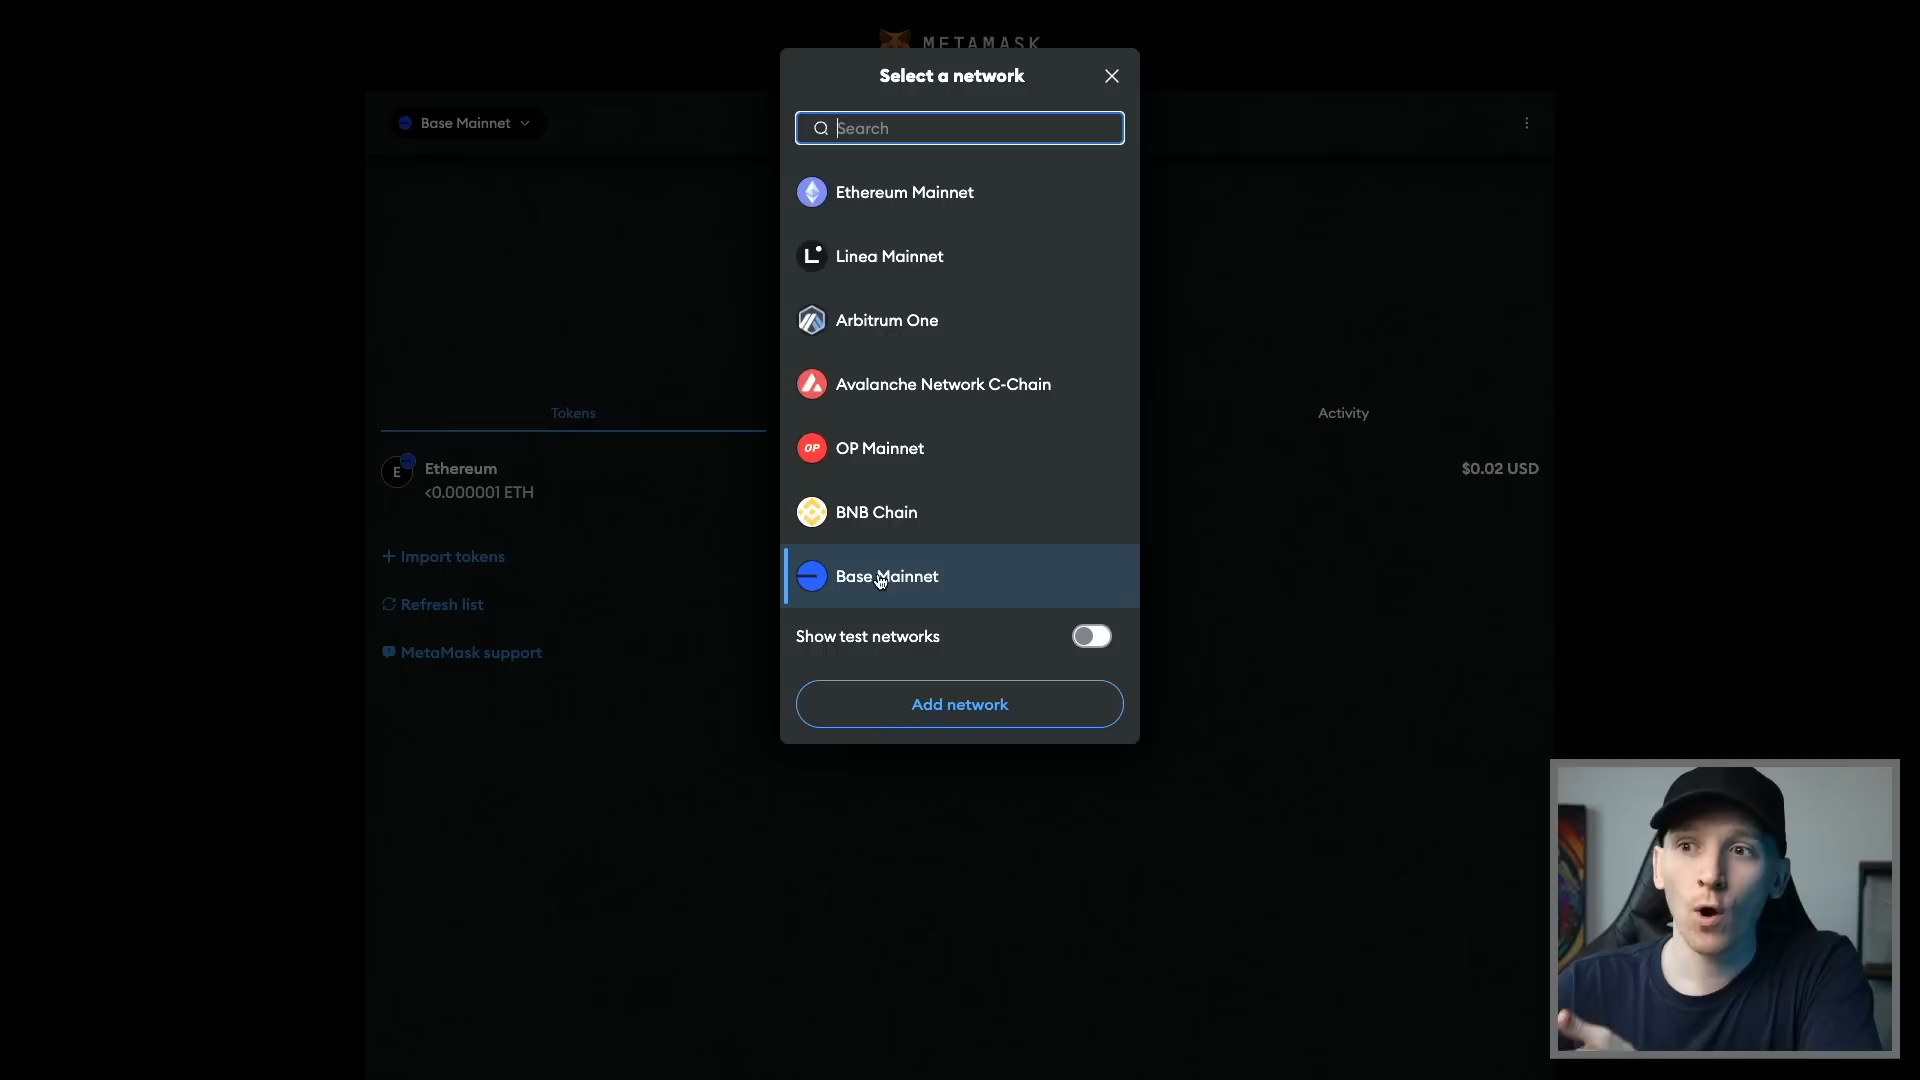 METAMASK
Select a network
Base Mainnet
Search
Ethereum Mainnet
Linea Mainnet
Arbitrum One
Avalanche Network C-Chain
Tokens
Activity
OP
OP Mainnet
E
Ethereum
<0.000001 ETH
$0.02 USD
BNB Chain
Import tokens
Base Mainnet
Refresh list
Show test networks
MetaMask support
Add network